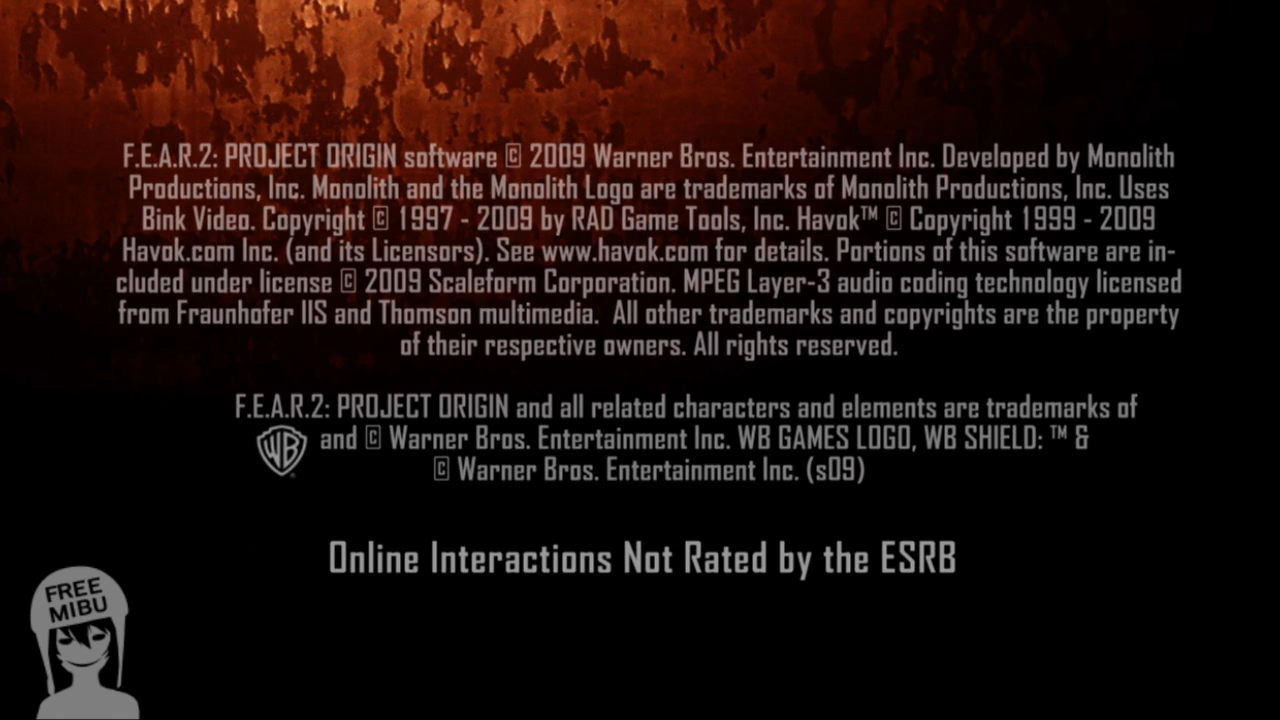 F.E.A.R.2: PROJECT ORIGIN software © 2009 Warner Bros. Entertainment Inc. Developed by Monolith
Productions, Inc. Monolith and the Monolith Logo are trademarks of Monolith Productions, Inc. Uses
Bink Video. Copyright © 1997 - 2009 by RAD Game Tools, Inc. Havok™ © Copyright 1999 - 2009
Havok.com Inc. (and its Licensors). See www.havok.com for details. Portions of this software are in-
cluded under license © 2009 Scaleform Corporation. MPEG Layer-3 audio coding technology licensed
from Fraunhofer IIS and Thomson multimedia. All other trademarks and copyrights are the property
of their respective owners. All rights reserved.
F.E.A.R.2: PROJECT ORIGIN and all related characters and elements are trademarks of
WB and © Warner Bros. Entertainment Inc. WB GAMES LOGO, WB SHIELD: ™ &
© Warner Bros. Entertainment Inc. (s09)
Online Interactions Not Rated by the ESRB
FREE
MIBU